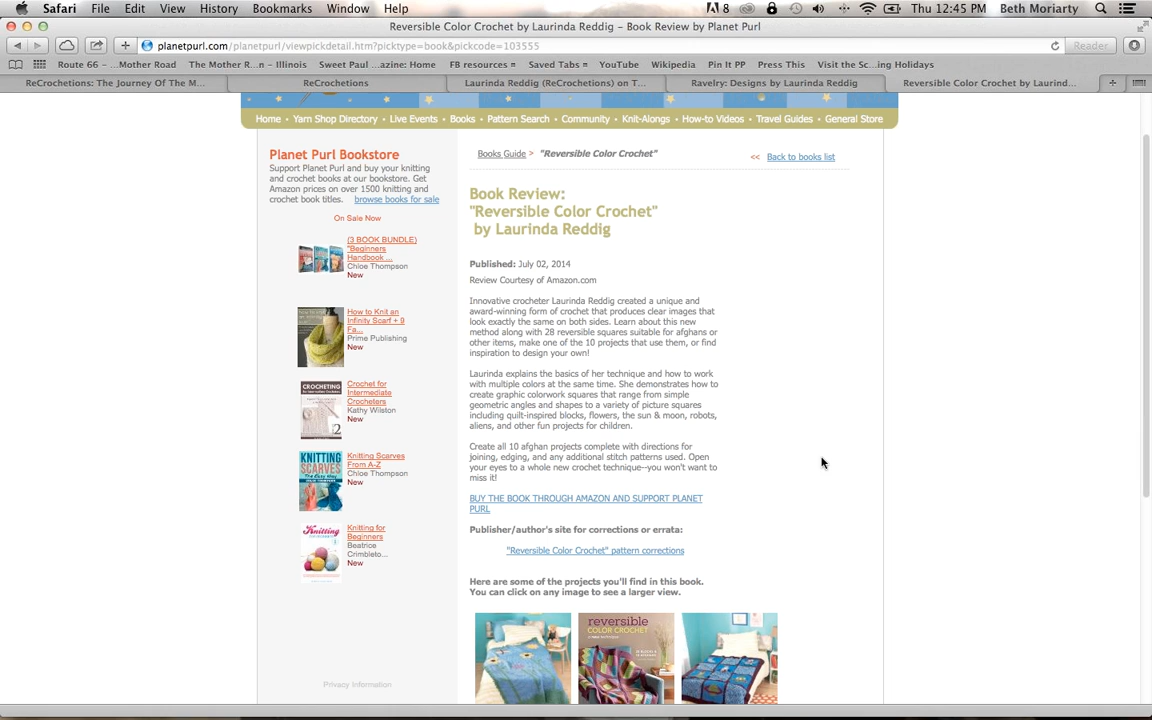 Safari File Edit View History Bookmarks Window Help 8 Thu 12:45 PM Beth Moriarty
Reversible Color Crochet by Laurinda Reddig – Book Review by Planet Purl
planetpurl.com/planetpurl/viewpickdetail.htm?picktype=book&pickcode=103555 Reader
Route 66 – ...Mother Road The Mother R...n – Illinois Sweet Paul ...azine: Home FB resources Saved Tabs YouTube Wikipedia Pin It PP Press This Visit the Sc...ing Holidays
ReCrochetions: The Journey Of The M... ReCrochetions Laurinda Reddig (ReCrochetions) on T... Ravelry: Designs by Laurinda Reddig Reversible Color Crochet by Laurind...
Home • Yarn Shop Directory • Live Events • Books • Pattern Search • Community • Knit-Alongs • How-to Videos • Travel Guides • General Store
Planet Purl Bookstore
Support Planet Purl and buy your knitting
and crochet books at our bookstore. Get
Amazon prices on over 1500 knitting and
crochet book titles. browse books for sale
On Sale Now
(3 BOOK BUNDLE)
"Beginners
Handbook ...
Chloe Thompson
New
How to Knit an
Infinity Scarf + 9
Fa...
Prime Publishing
New
CROCHETING
2
Crochet for
Intermediate
Crocheters
Kathy Wilston
New
KNITTING
SCARVES
Knitting Scarves
From A-Z
Chloe Thompson
New
Knitting
Knitting for
Beginners
Beatrice
Crimbleto...
New
Privacy Information
Books Guide > "Reversible Color Crochet" << Back to books list
Book Review:
"Reversible Color Crochet"
by Laurinda Reddig
Published: July 02, 2014
Review Courtesy of Amazon.com
Innovative crocheter Laurinda Reddig created a unique and
award-winning form of crochet that produces clear images that
look exactly the same on both sides. Learn about this new
method along with 28 reversible squares suitable for afghans or
other items, make one of the 10 projects that use them, or find
inspiration to design your own!
Laurinda explains the basics of her technique and how to work
with multiple colors at the same time. She demonstrates how to
create graphic colorwork squares that range from simple
geometric angles and shapes to a variety of picture squares
including quilt-inspired blocks, flowers, the sun & moon, robots,
aliens, and other fun projects for children.
Create all 10 afghan projects complete with directions for
joining, edging, and any additional stitch patterns used. Open
your eyes to a whole new crochet technique--you won't want to
miss it!
BUY THE BOOK THROUGH AMAZON AND SUPPORT PLANET
PURL
Publisher/author's site for corrections or errata:
"Reversible Color Crochet" pattern corrections
Here are some of the projects you'll find in this book.
You can click on any image to see a larger view.
reversible
COLOR CROCHET